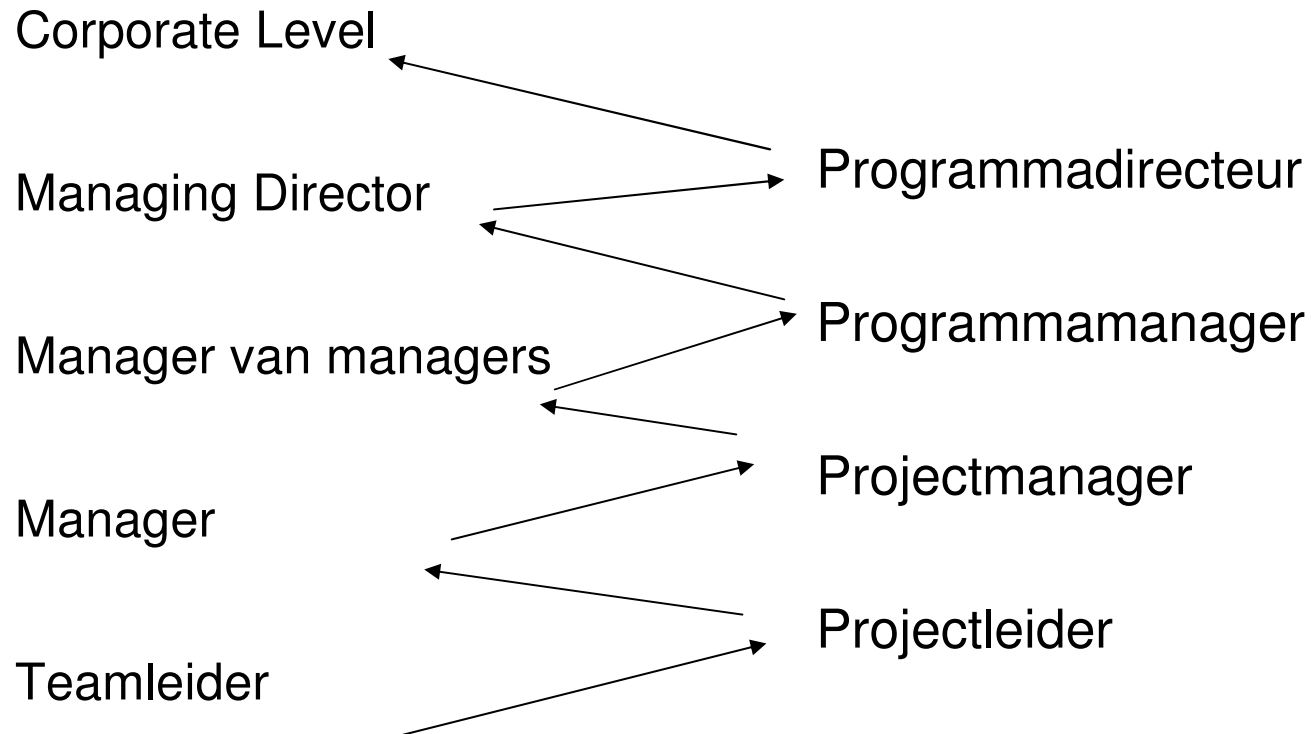 Corporate Level
Programmadirecteur
Managing Director
Programmamanager
Manager van managers
Projectmanager
Manager
Projectleider
Teamleider